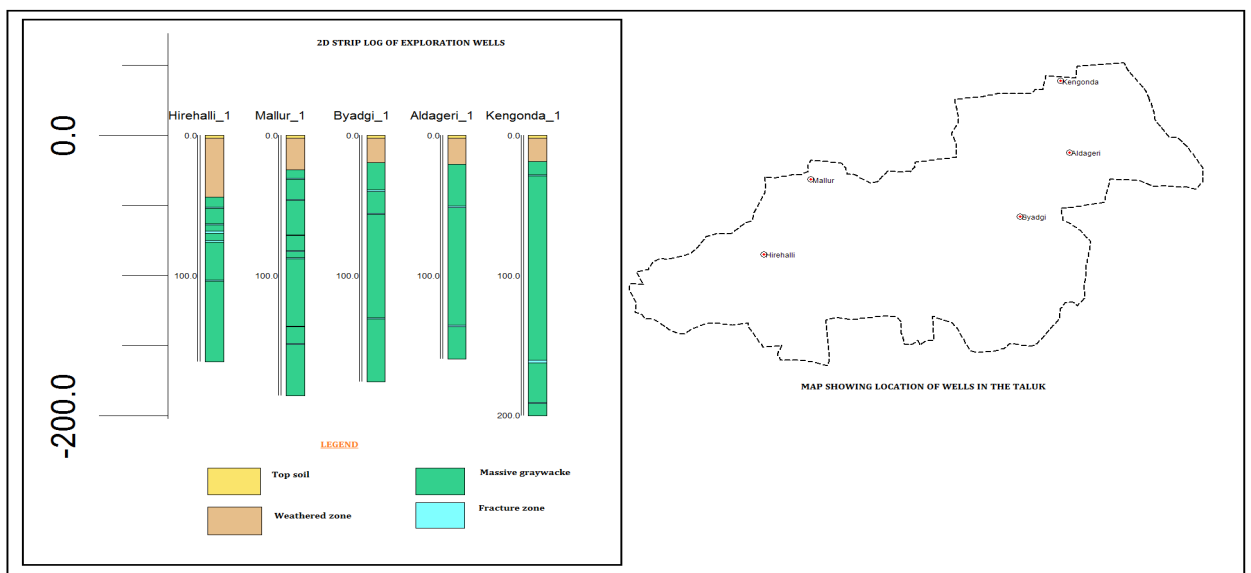 2D STRIP LOG OF EXPLORATION WELLS
Hirehalli_1 Mallur_1 Byadgi_1 Aldageri_1 Kengonda_1
0.0
0.0 0.0 0.0 0.0 0.0
100.0 100.0 100.0 100.0 100.0
-200.0
200.0
LEGEND
Top soil
Massive graywacke
Weathered zone
Fracture zone
Kengonda
Aldageri
Mallur
Byadgi
Hirehalli
MAP SHOWING LOCATION OF WELLS IN THE TALUK